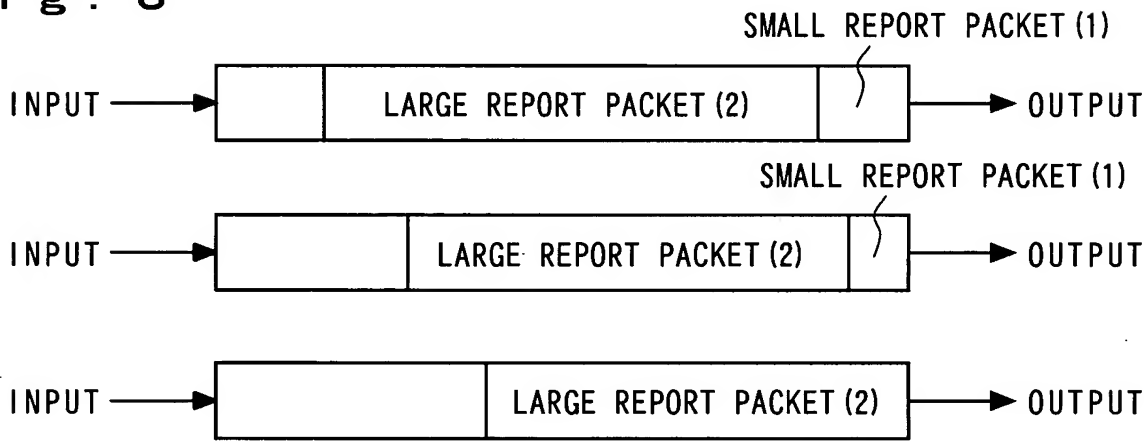 SMALL REPORT PACKET(1)
INPUT LARGE REPORT PACKET(2) OUTPUT
SMALL REPORT PACKET(1)
INPUT LARGE REPORT PACKET(2) OUTPUT
INPUT LARGE REPORT PACKET(2) OUTPUT